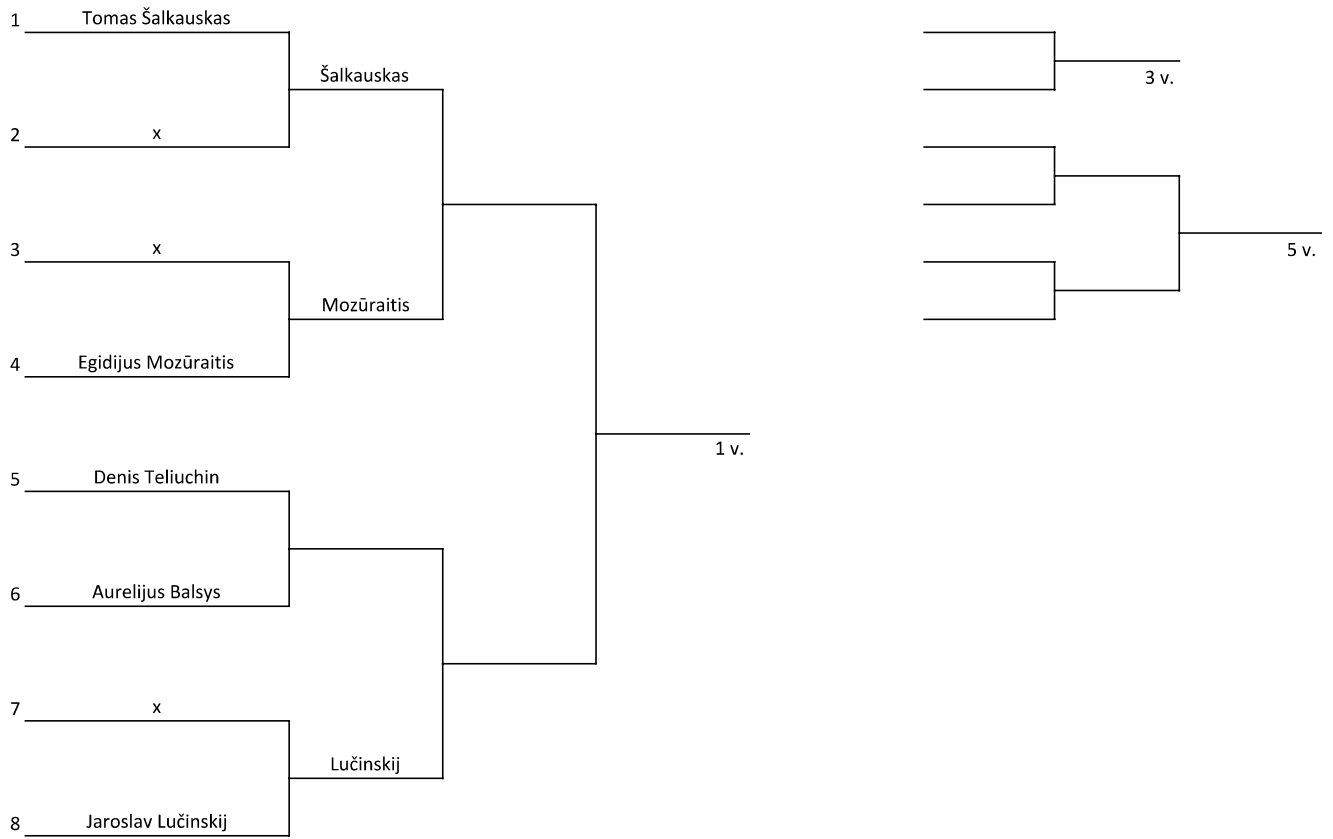 1 Tomas Šalkauskas
Šalkauskas
2 x
3 x
Mozūraitis
4 Egidijus Mozūraitis
1 v.
5 Denis Teliuchin
6 Aurelijus Balsys
7 x
Lučinskij
8 Jaroslav Lučinskij
3 v.
5 v.